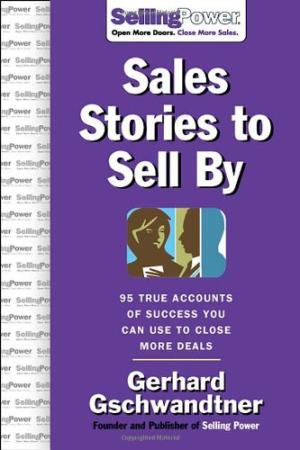 SellingPower
Open More Doors. Close More Sales.
Sales
Stories to
Sell By
95 TRUE ACCOUNTS
OF SUCCESS YOU
CAN USE TO CLOSE
MORE DEALS
Gerhard
Gschwandtner
Founder and Publisher of Selling Power